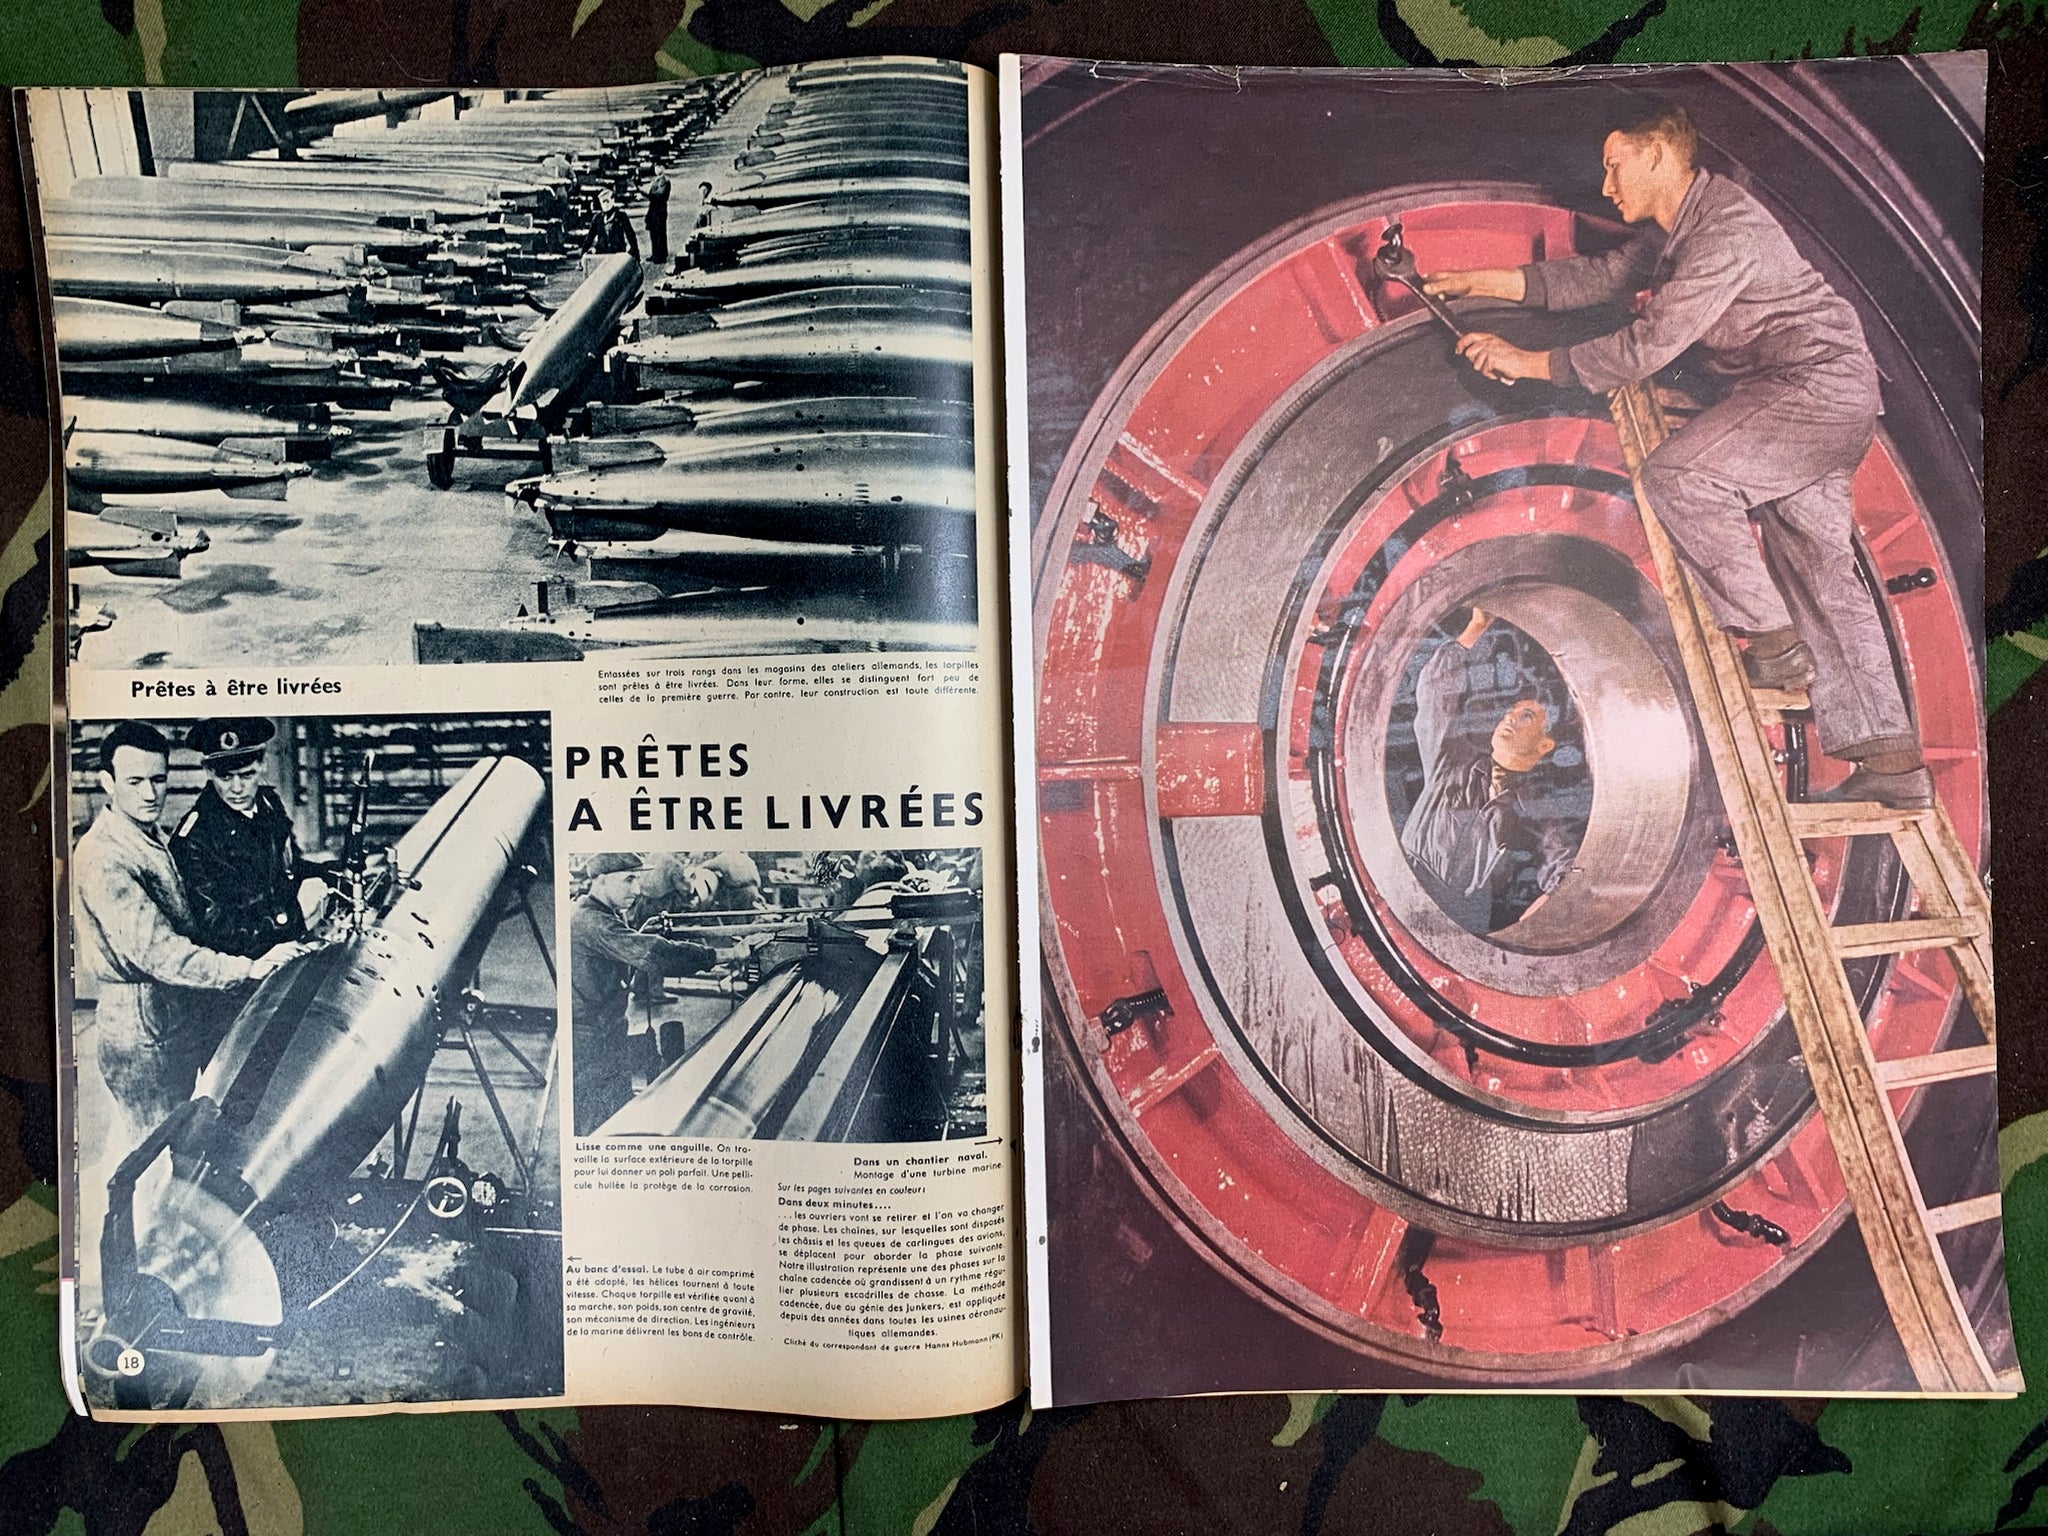 Prêtes à être livrées
Entassées sur trois rangs dans les magasins des ateliers allemands, les torpilles
sont prêtes à être livrées. Dans leur forme, elles se distinguent fort peu de
celles de la première guerre. Par contre, leur construction est toute différente.
PRÊTES
A ÊTRE LIVRÉES
Lisse comme une anguille. On tra-
vaille la surface extérieure de la torpille
pour lui donner un poli parfait. Une pelli-
cule huilée la protège de la corrosion.
Dans un chantier naval.
Montage d'une turbine marine.
Sur les pages suivantes en couleur:
Dans deux minutes....
...les ouvriers vont se retirer et l'on va changer
de phase. Les chaînes, sur lesquelles sont disposés
les châssis et les queues de carlingues des avions,
se déplacent pour aborder la phase suivante.
Notre illustration représente une des phases sur la
chaîne cadencée où grandissent à un rythme régu-
lier plusieurs escadrilles de chasse. La méthode
cadencée, due au génie des Junkers, est appliquée
depuis des années dans toutes les usines aéronau-
tiques allemandes.
Cliché du correspondant de guerre Hanns Hubmann (PK)
Au banc d'essai. Le tube à air comprimé
a été adapté, les hélices tournent à toute
vitesse. Chaque torpille est vérifiée quant à
sa marche, son poids, son centre de gravité,
son mécanisme de direction. Les ingénieurs
de la marine délivrent les bons de contrôle.
18